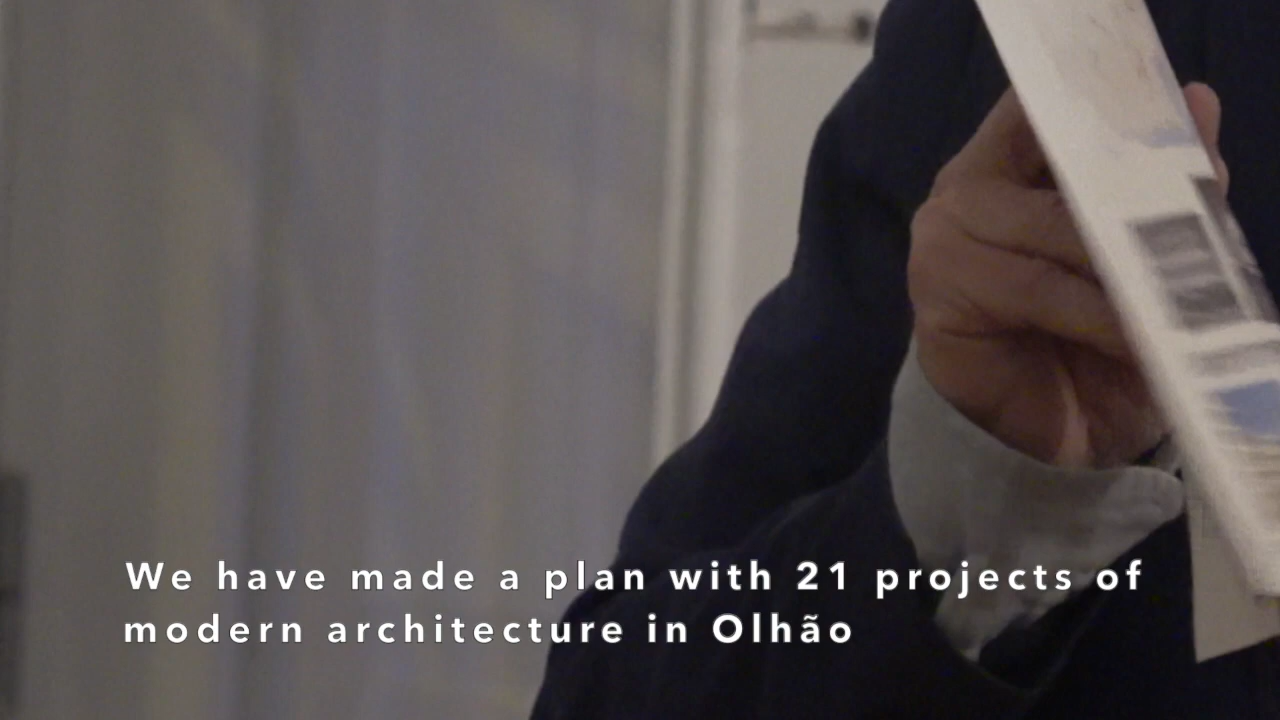 We have made a plan with 21 projects of
modern architecture in Olhão